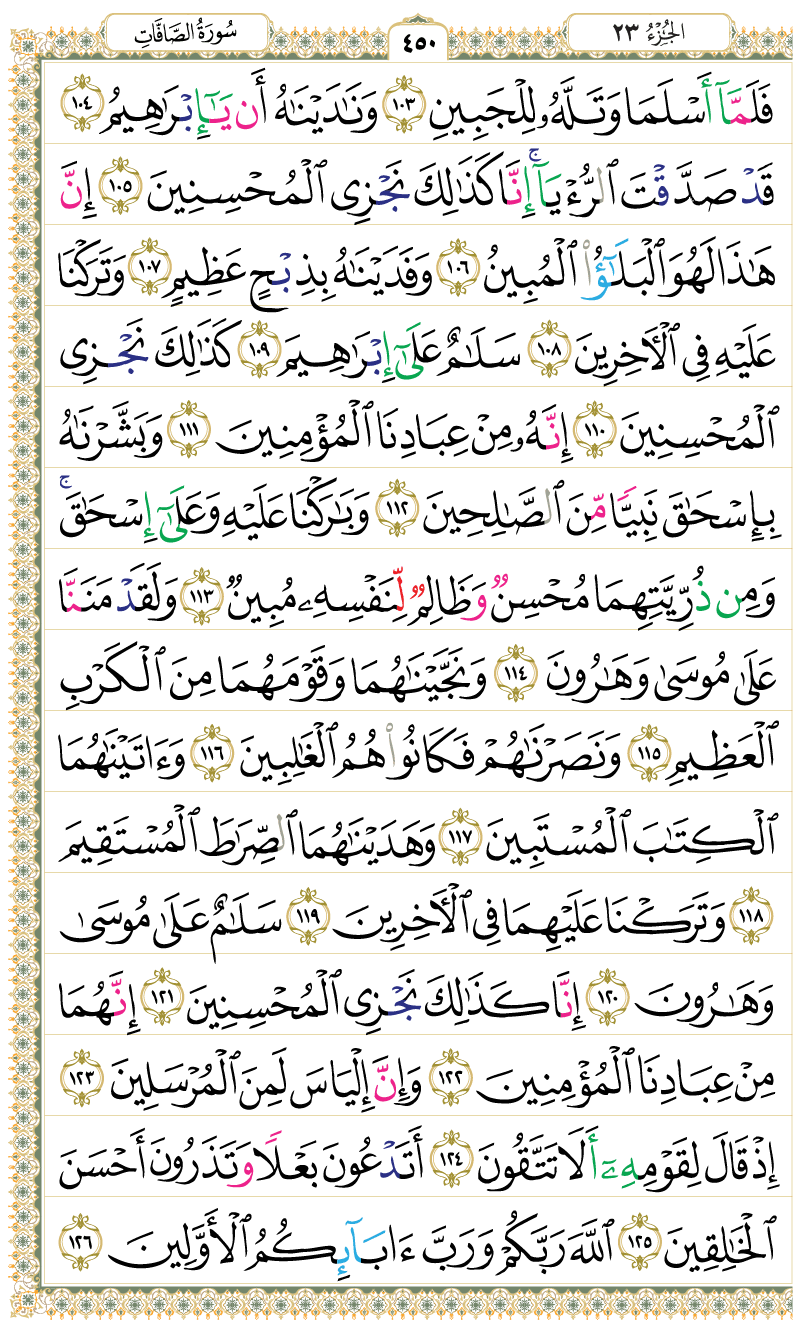 الجُزْءُ ٢٣
٤٥٠
سُورَةُ الصَّافَّاتِ
فَلَمَّآ أَسْلَمَا وَتَلَّهُۥ لِلْجَبِينِ ١٠٣ وَنَٰدَيْنَٰهُ أَن يَٰٓإِبْرَٰهِيمُ ١٠٤
قَدْ صَدَّقْتَ ٱلرُّءْيَآ ۚ إِنَّا كَذَٰلِكَ نَجْزِى ٱلْمُحْسِنِينَ ١٠٥ إِنَّ
هَٰذَا لَهُوَ ٱلْبَلَٰٓؤُا۟ ٱلْمُبِينُ ١٠٦ وَفَدَيْنَٰهُ بِذِبْحٍ عَظِيمٍ ١٠٧ وَتَرَكْنَا
عَلَيْهِ فِى ٱلْـَٔاخِرِينَ ١٠٨ سَلَٰمٌ عَلَىٰٓ إِبْرَٰهِيمَ ١٠٩ كَذَٰلِكَ نَجْزِى
ٱلْمُحْسِنِينَ ١١٠ إِنَّهُۥ مِنْ عِبَادِنَا ٱلْمُؤْمِنِينَ ١١١ وَبَشَّرْنَٰهُ
بِإِسْحَٰقَ نَبِيًّا مِّنَ ٱلصَّٰلِحِينَ ١١٢ وَبَٰرَكْنَا عَلَيْهِ وَعَلَىٰٓ إِسْحَٰقَ ۚ
وَمِن ذُرِّيَّتِهِمَا مُحْسِنٌ وَظَالِمٌ لِّنَفْسِهِۦ مُبِينٌ ١١٣ وَلَقَدْ مَنَنَّا
عَلَىٰ مُوسَىٰ وَهَٰرُونَ ١١٤ وَنَجَّيْنَٰهُمَا وَقَوْمَهُمَا مِنَ ٱلْكَرْبِ
ٱلْعَظِيمِ ١١٥ وَنَصَرْنَٰهُمْ فَكَانُوا۟ هُمُ ٱلْغَٰلِبِينَ ١١٦ وَءَاتَيْنَٰهُمَا
ٱلْكِتَٰبَ ٱلْمُسْتَبِينَ ١١٧ وَهَدَيْنَٰهُمَا ٱلصِّرَٰطَ ٱلْمُسْتَقِيمَ
١١٨ وَتَرَكْنَا عَلَيْهِمَا فِى ٱلْـَٔاخِرِينَ ١١٩ سَلَٰمٌ عَلَىٰ مُوسَىٰ
وَهَٰرُونَ ١٢٠ إِنَّا كَذَٰلِكَ نَجْزِى ٱلْمُحْسِنِينَ ١٢١ إِنَّهُمَا
مِنْ عِبَادِنَا ٱلْمُؤْمِنِينَ ١٢٢ وَإِنَّ إِلْيَاسَ لَمِنَ ٱلْمُرْسَلِينَ ١٢٣
إِذْ قَالَ لِقَوْمِهِۦٓ أَلَا تَتَّقُونَ ١٢٤ أَتَدْعُونَ بَعْلًا وَتَذَرُونَ أَحْسَنَ
ٱلْخَٰلِقِينَ ١٢٥ ٱللَّهَ رَبَّكُمْ وَرَبَّ ءَابَآئِكُمُ ٱلْأَوَّلِينَ ١٢٦